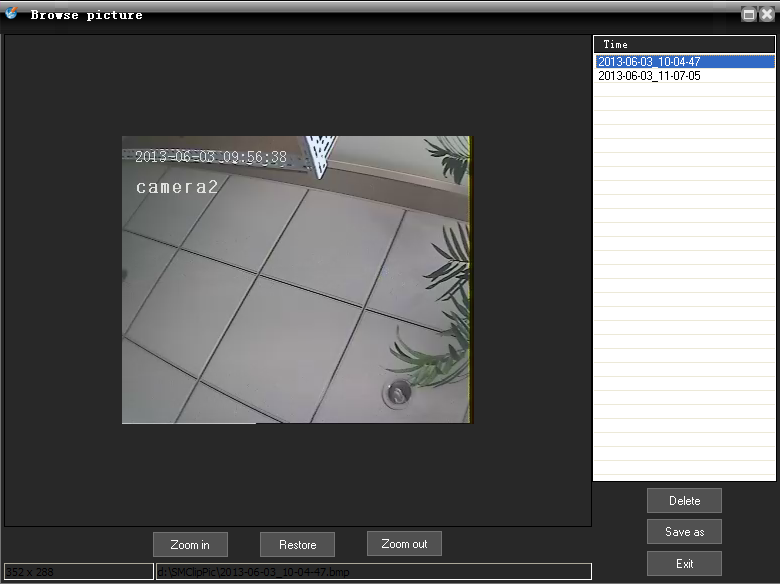 Browse picture
Time
2013-06-03_10-04-47
2013-06-03_11-07-05
2013-06-03 09:56:38
camera2
Delete
Save as
Exit
Zoom in
Restore
Zoom out
352 x 288
d:\SMClipPic\2013-06-03_10-04-47.bmp